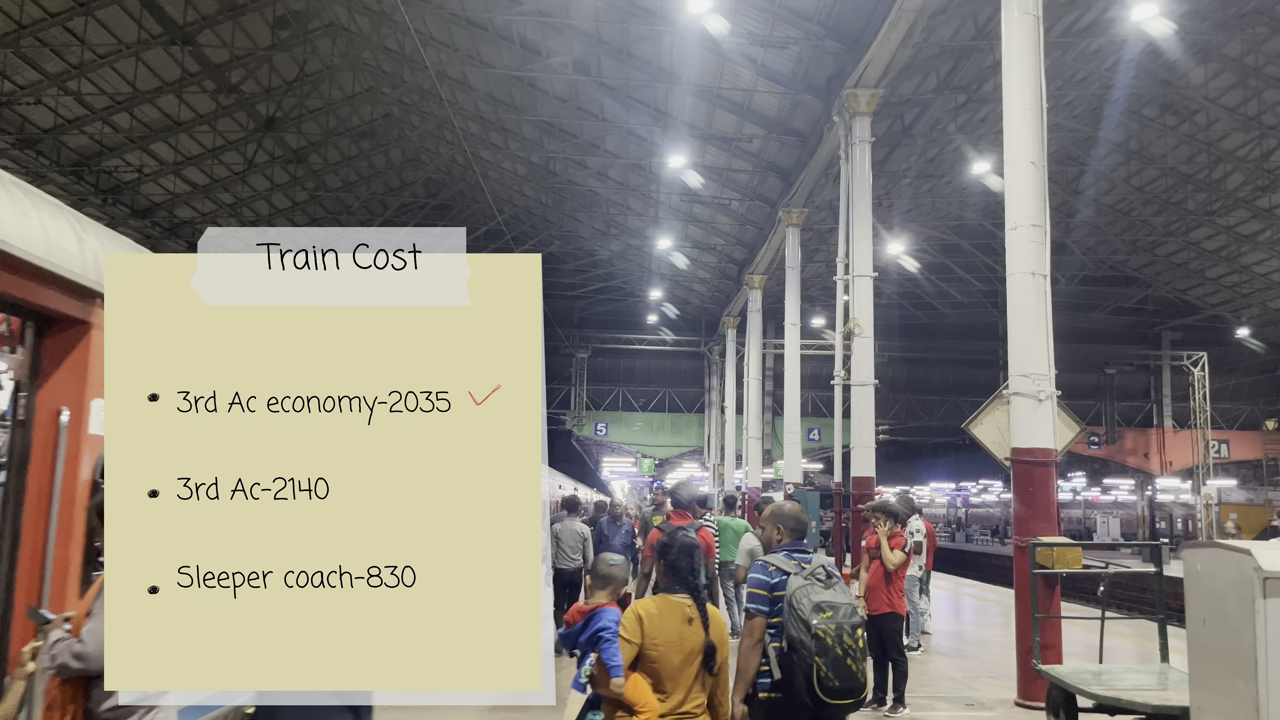 Train Cost
3rd Ac economy-2035
3rd Ac-2140
Sleeper coach-830
5
4
2A